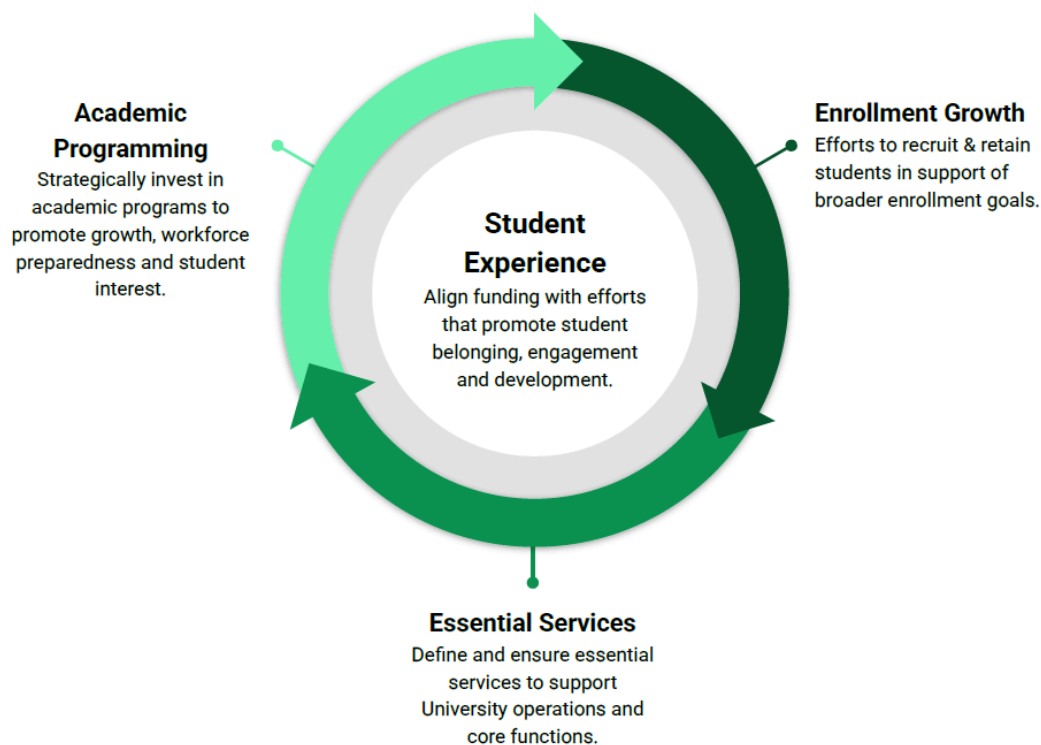 Academic
Programming
Strategically invest in
academic programs to
promote growth, workforce
preparedness and student
interest.
Enrollment Growth
Efforts to recruit & retain
students in support of
broader enrollment goals.
Student
Experience
Align funding with efforts
that promote student
belonging, engagement
and development.
Essential Services
Define and ensure essential
services to support
University operations and
core functions.